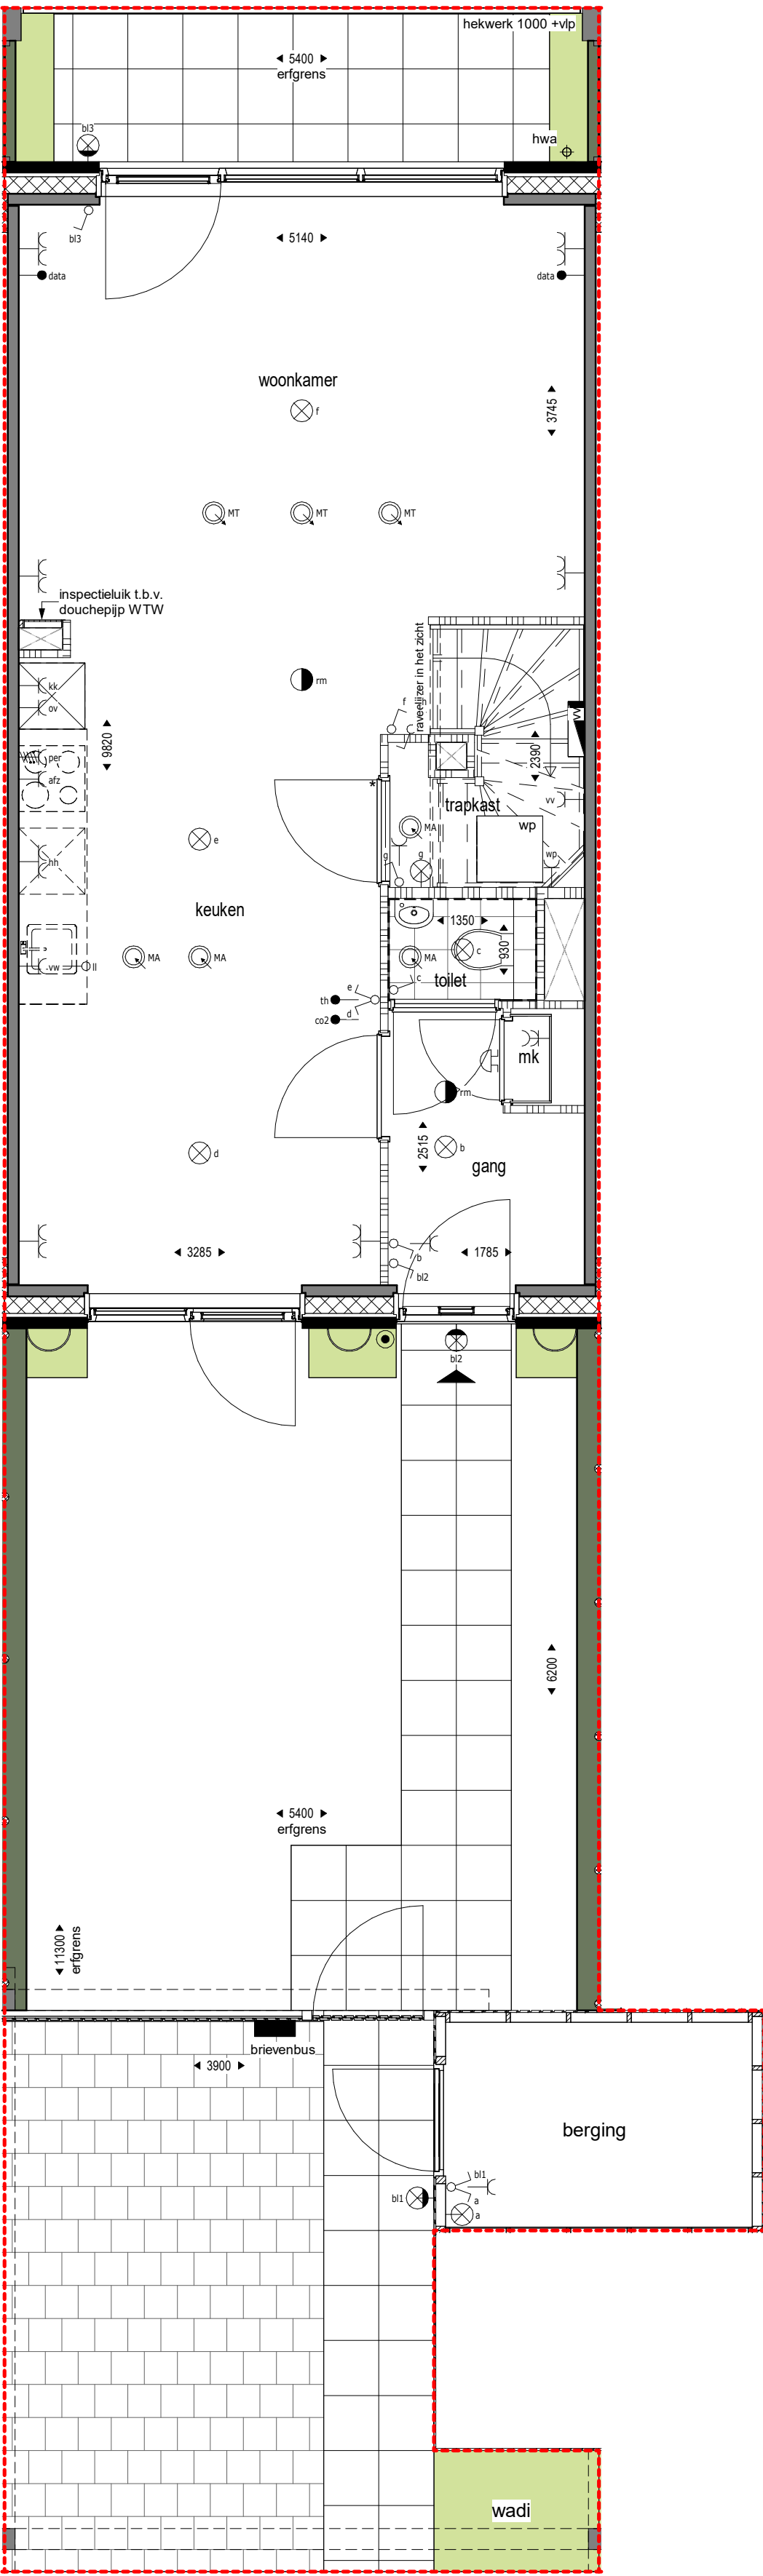 hekwerk 1000 +vlp
5400
erfgrens
bl3
hwa
bl3
5140
data
data
woonkamer
f
3745
MT
MT
MT
inspectieluik t.b.v.
douchepijp WTW
raveelijzer in het zicht
rm
kk
ov
f
h
vv
9820
per
afz
2390
*
trapkast
vv
wp
MA
e
g
g
wp
hh
keuken
1350
930
c
MA
MA
MA
vw
ll
toilet
c
e
th
d
co2
mk
rm
2515
b
d
gang
3285
b
1785
bl2
bl2
6200
5400
erfgrens
11300
erfgrens
brievenbus
3900
berging
bl1
a
bl1
a
wadi